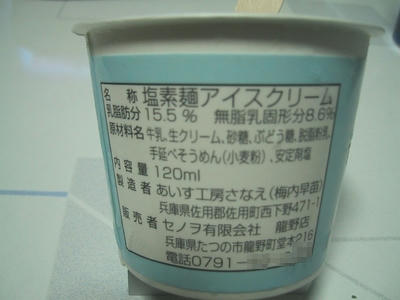 名 称 塩素麺アイスクリーム
乳脂肪分 15.5% 無脂乳固形分8.6%
原材料名 牛乳、生クリーム、砂糖、ぶどう糖、脱脂粉乳、
手延べそうめん(小麦粉)、安定剤、塩
内 容 量 120ml
製 造 者 あいす工房さなえ(梅内早苗)
兵庫県佐用郡佐用町西下野471-1
販 売 者 セノヲ有限会社 龍野店
兵庫県たつの市龍野町堂本216
電話0791-